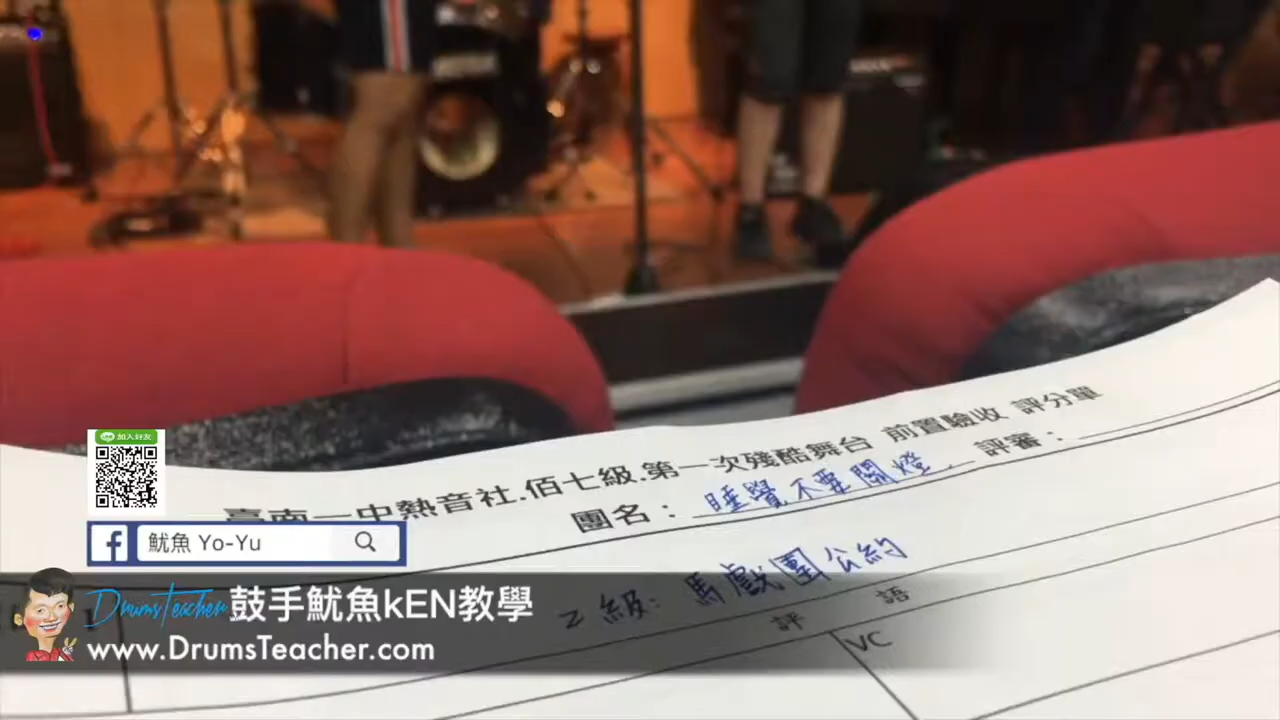 臺南一中熱音社.佰七級.第一次殘酷舞台 前置驗收 評分單
團名：睡覺不要關燈. 評審：
乙級: 馬戲團公約
評 語
VC
LINE 加入好友
魷魚 Yo-Yu
DrumsTeacher 鼓手魷魚kEN教學
www.DrumsTeacher.com